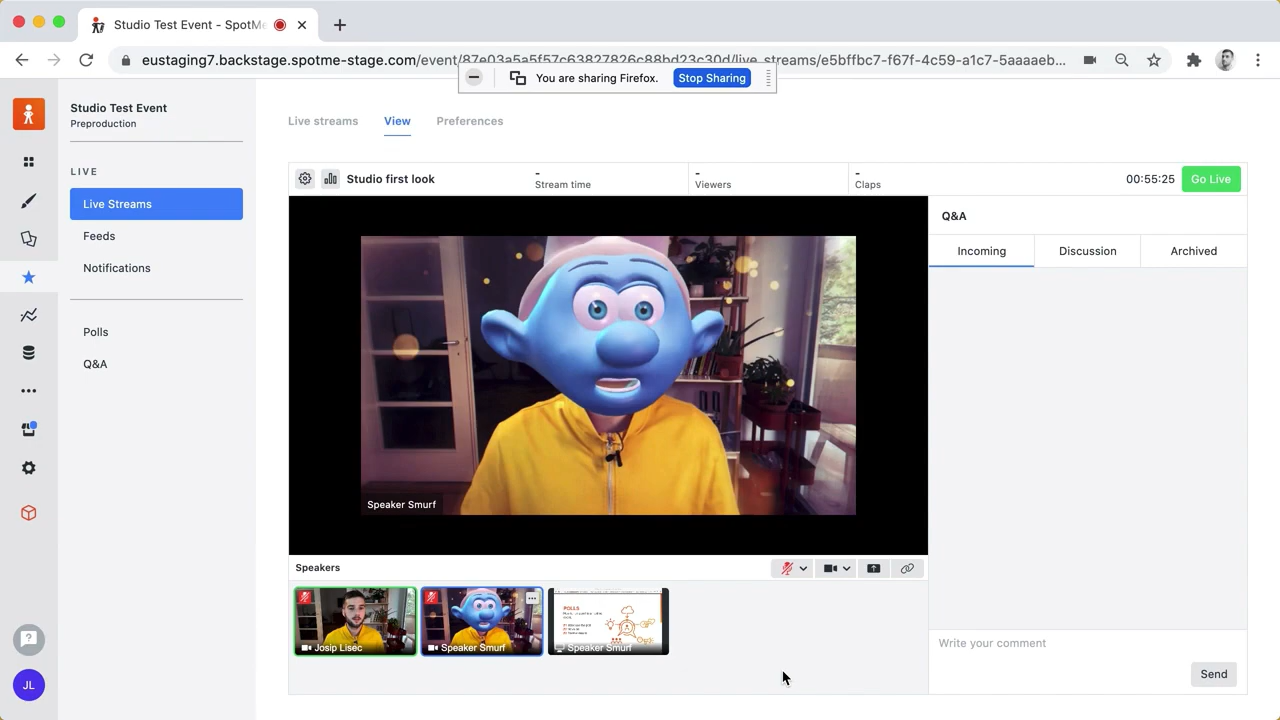 Studio Test Event - SpotMe
eustaging7.backstage.spotme-stage.com/event/87e03a5a5f57c63827826c88bd23c30d/live_streams/e5bffbc7-f67f-4c59-a1c7-5aaaaeb...
You are sharing Firefox.
Stop Sharing
Studio Test Event
Preproduction
LIVE
Live Streams
Feeds
Notifications
Polls
Q&A
JL
Live streams
View
Preferences
Studio first look
- Stream time
- Viewers
- Claps
00:55:25
Go Live
Speaker Smurf
Speakers
Josip Lisec
Speaker Smurf
POLLS
Speaker Smurf
Q&A
Incoming
Discussion
Archived
Write your comment
Send